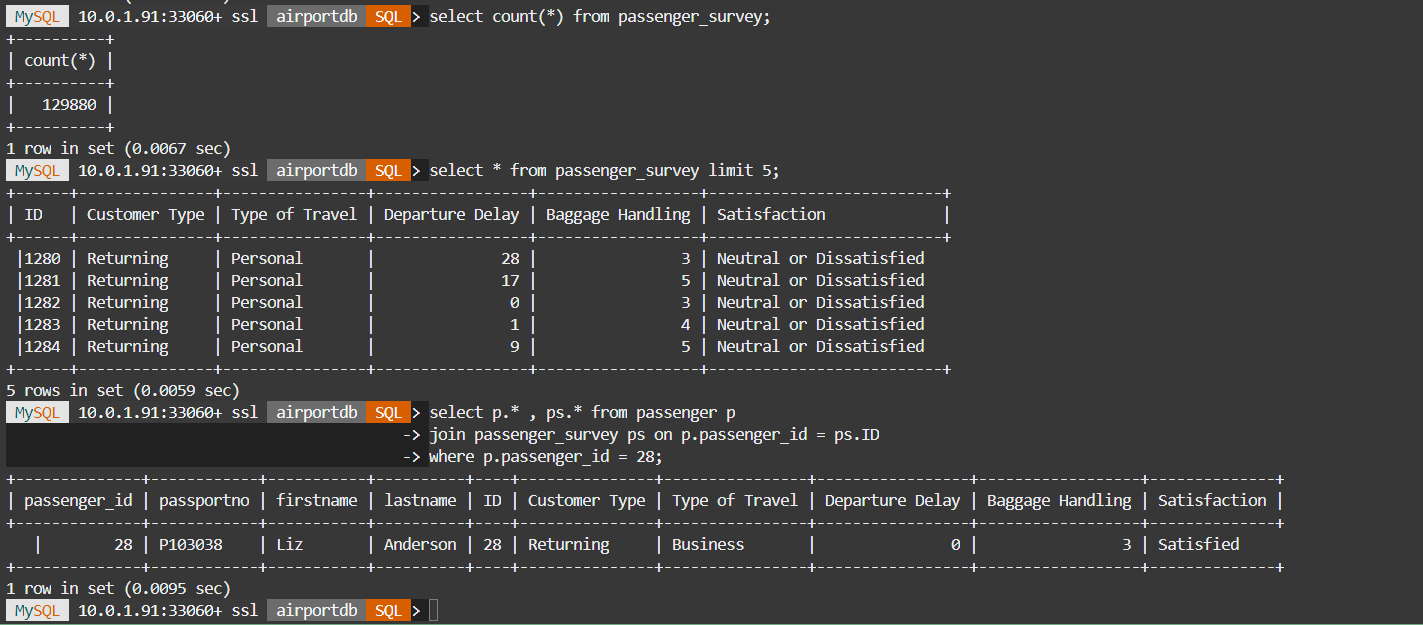 MySQL 10.0.1.91:33060+ ssl airportdb SQL > select count(*) from passenger_survey;
+----------+
| count(*) |
+----------+
|   129880 |
+----------+
1 row in set (0.0067 sec)
MySQL 10.0.1.91:33060+ ssl airportdb SQL > select * from passenger_survey limit 5;
+------+---------------+----------------+-----------------+------------------+--------------------------+
| ID   | Customer Type | Type of Travel | Departure Delay | Baggage Handling | Satisfaction             |
+------+---------------+----------------+-----------------+------------------+--------------------------+
|1280 | Returning     | Personal       |              28 |                3 | Neutral or Dissatisfied
|1281 | Returning     | Personal       |              17 |                5 | Neutral or Dissatisfied
|1282 | Returning     | Personal       |               0 |                3 | Neutral or Dissatisfied
|1283 | Returning     | Personal       |               1 |                4 | Neutral or Dissatisfied
|1284 | Returning     | Personal       |               9 |                5 | Neutral or Dissatisfied
+------+---------------+----------------+-----------------+------------------+--------------------------+
5 rows in set (0.0059 sec)
MySQL 10.0.1.91:33060+ ssl airportdb SQL > select p.* , ps.* from passenger p
-> join passenger_survey ps on p.passenger_id = ps.ID
-> where p.passenger_id = 28;
+--------------+------------+-----------+----------+----+---------------+----------------+-----------------+------------------+--------------+
| passenger_id | passportno | firstname | lastname | ID | Customer Type | Type of Travel | Departure Delay | Baggage Handling | Satisfaction |
+--------------+------------+-----------+----------+----+---------------+----------------+-----------------+------------------+--------------+
|        28 | P103038    | Liz       | Anderson | 28 | Returning     | Business       |               0 |                3 | Satisfied
+--------------+------------+-----------+----------+----+---------------+----------------+-----------------+------------------+--------------+
1 row in set (0.0095 sec)
MySQL 10.0.1.91:33060+ ssl airportdb SQL >